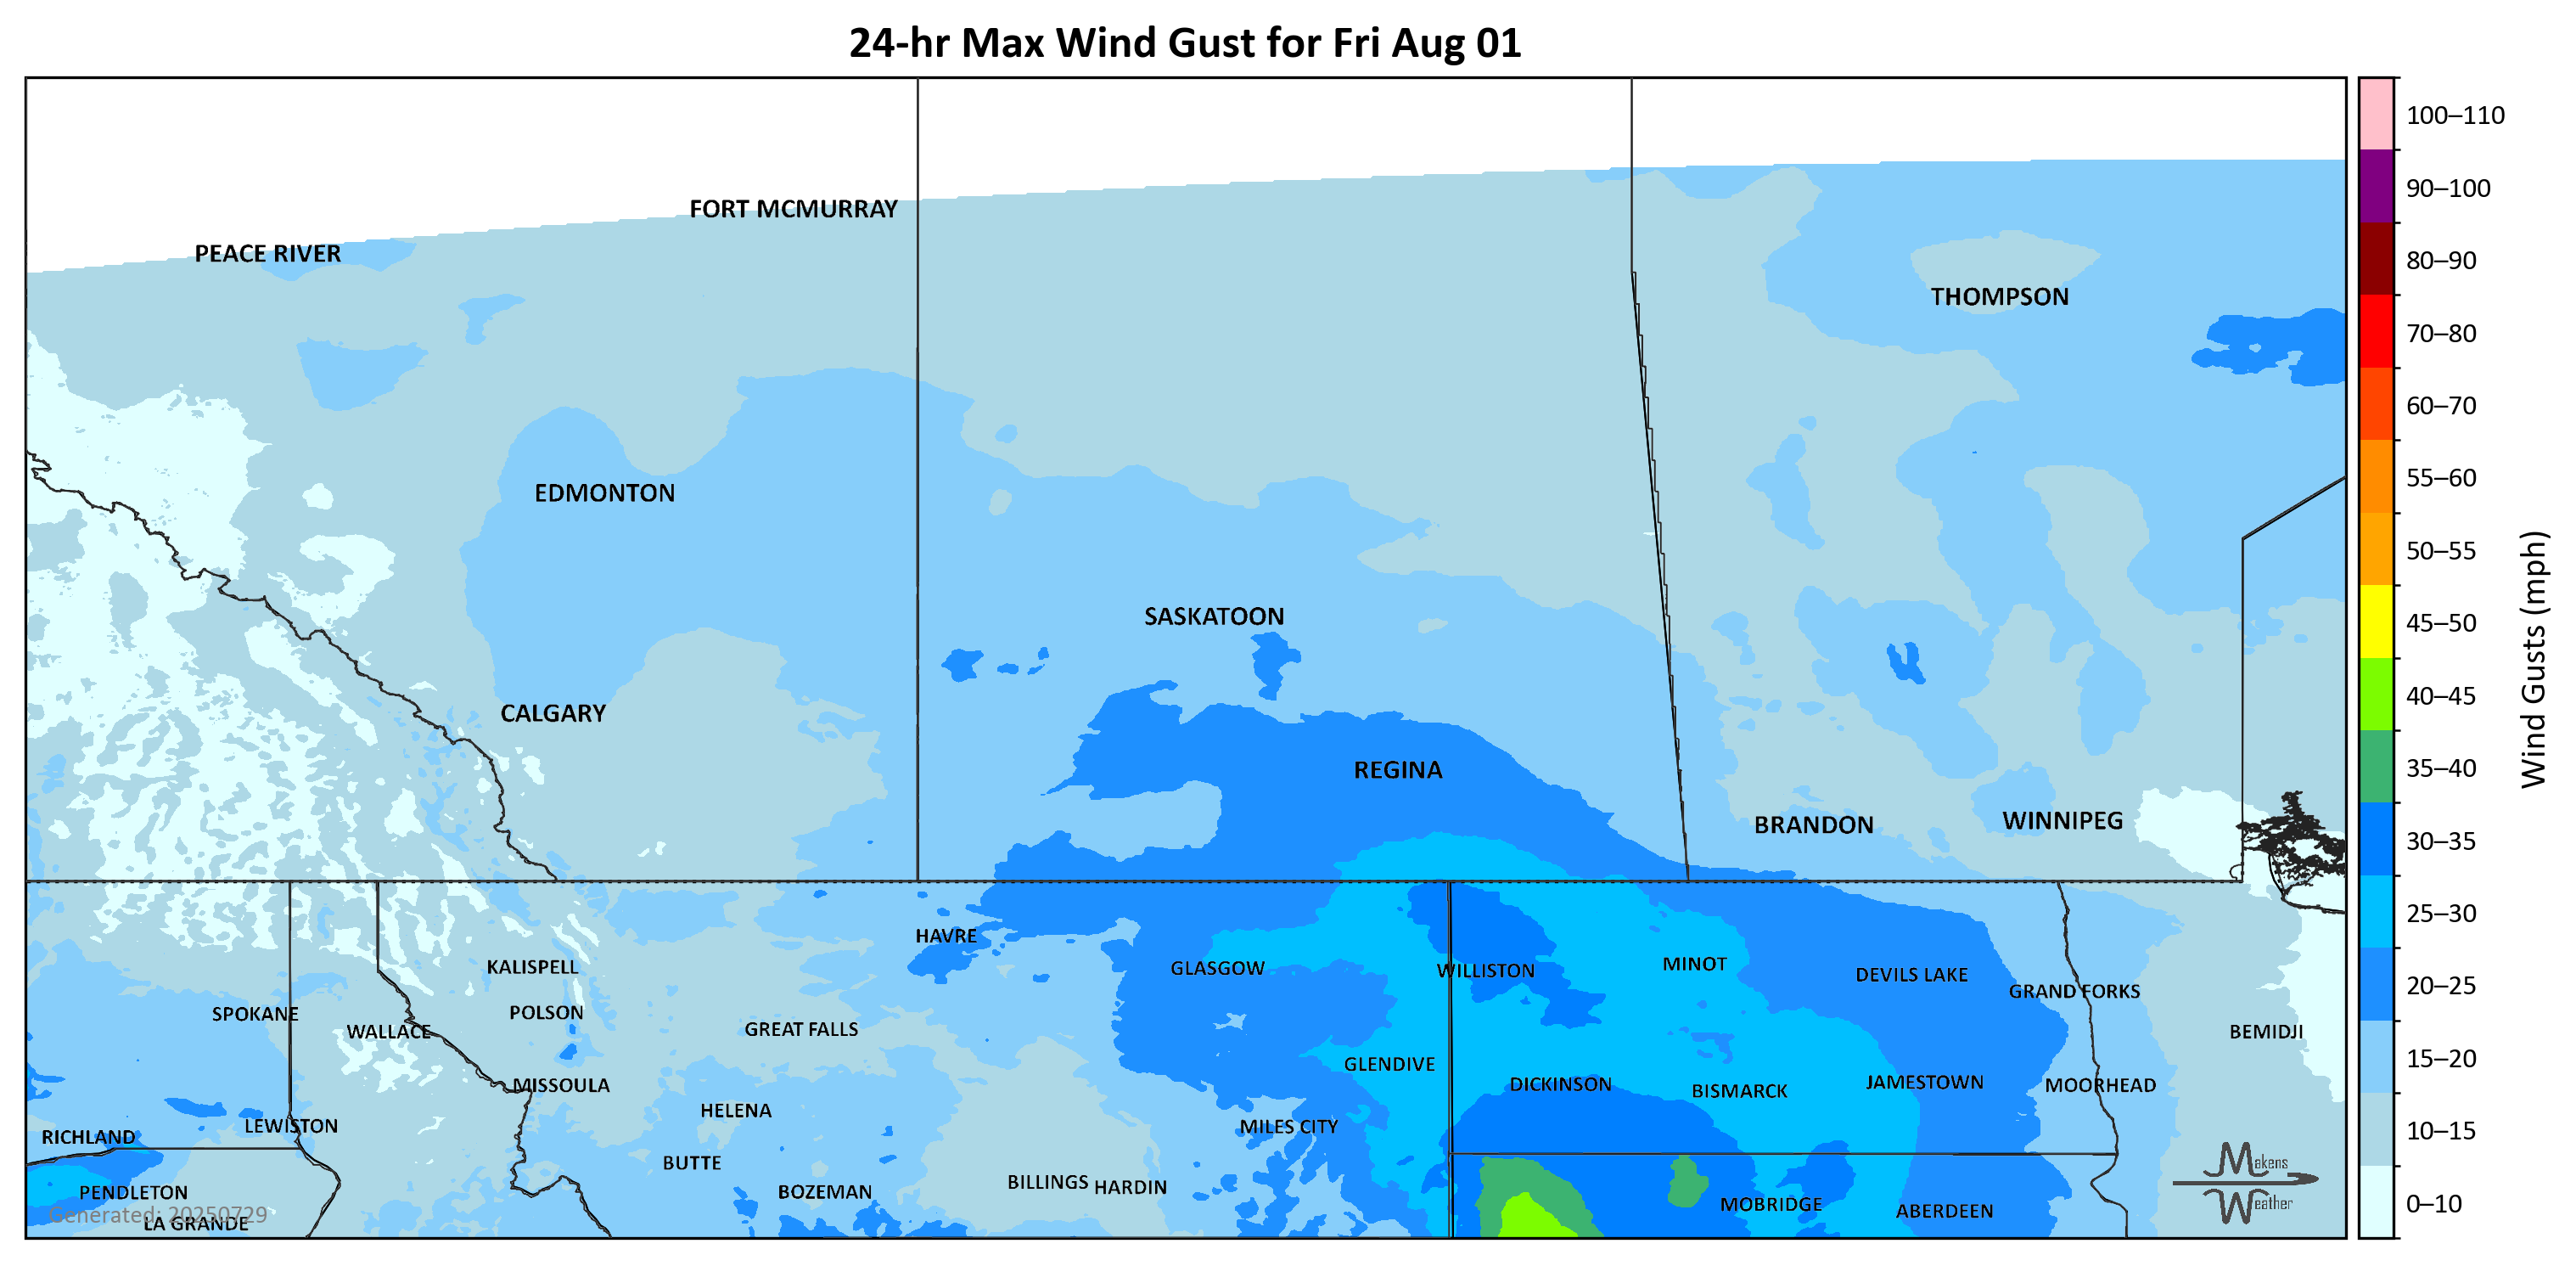 24-hr Max Wind Gust for Fri Aug 01
100–110
90–100
80–90
70–80
60–70
55–60
50–55
45–50
40–45
35–40
30–35
25–30
20–25
15–20
10–15
0–10
Wind Gusts (mph)
FORT MCMURRAY
PEACE RIVER
THOMPSON
EDMONTON
SASKATOON
CALGARY
REGINA
BRANDON
WINNIPEG
HAVRE
KALISPELL
GLASGOW
WILLISTON
MINOT
DEVILS LAKE
GRAND FORKS
SPOKANE
POLSON
WALLACE
GREAT FALLS
BEMIDJI
GLENDIVE
MISSOULA
DICKINSON
BISMARCK
JAMESTOWN
MOORHEAD
HELENA
LEWISTON
MILES CITY
RICHLAND
BUTTE
BILLINGS
HARDIN
PENDLETON
BOZEMAN
MOBRIDGE
ABERDEEN
Generated: 20250729
LA GRANDE
Makens
Weather